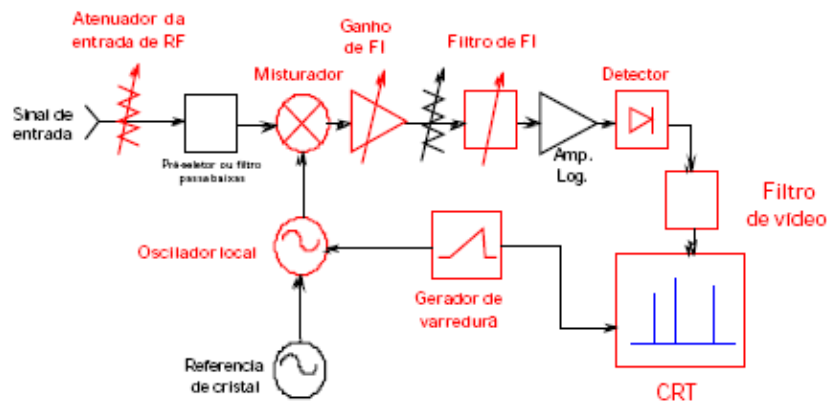 Atenuador da
entrada de RF
Ganho
de FI
Filtro de FI
Detector
Misturador
Sinal de
entrada
Pré-seletor ou filtro
passa baixas
Amp.
Log.
Filtro
de vídeo
Oscilador local
Gerador de
varredura
Referencia
de cristal
CRT